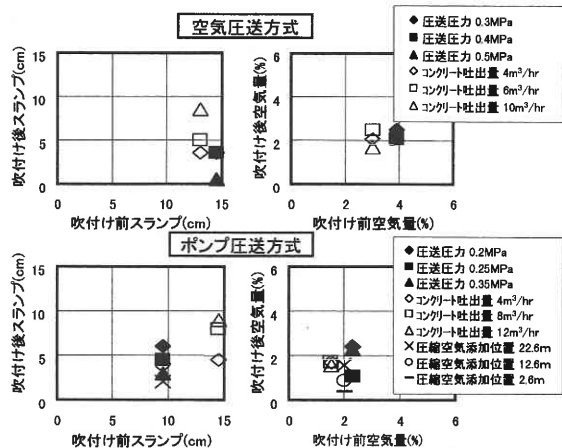 空気圧送方式
◆ 圧送圧力 0.3MPa
■ 圧送圧力 0.4MPa
▲ 圧送圧力 0.5MPa
◇ コンクリート吐出量 4m³/hr
□ コンクリート吐出量 6m³/hr
△ コンクリート吐出量 10m³/hr
吹付け後スランプ(cm)
15
10
5
0
0
5
10
15
吹付け前スランプ(cm)
吹付け後空気量(%)
6
4
2
0
0
2
4
6
吹付け前空気量(%)
ポンプ圧送方式
◆ 圧送圧力 0.2MPa
■ 圧送圧力 0.25MPa
▲ 圧送圧力 0.35MPa
◇ コンクリート吐出量 4m³/hr
□ コンクリート吐出量 8m³/hr
△ コンクリート吐出量 12m³/hr
× 圧縮空気添加位置 22.6m
○ 圧縮空気添加位置 12.6m
− 圧縮空気添加位置 2.6m
吹付け後スランプ(cm)
15
10
5
0
0
5
10
15
吹付け前スランプ(cm)
吹付け後空気量(%)
6
4
2
0
0
2
4
6
吹付け前空気量(%)